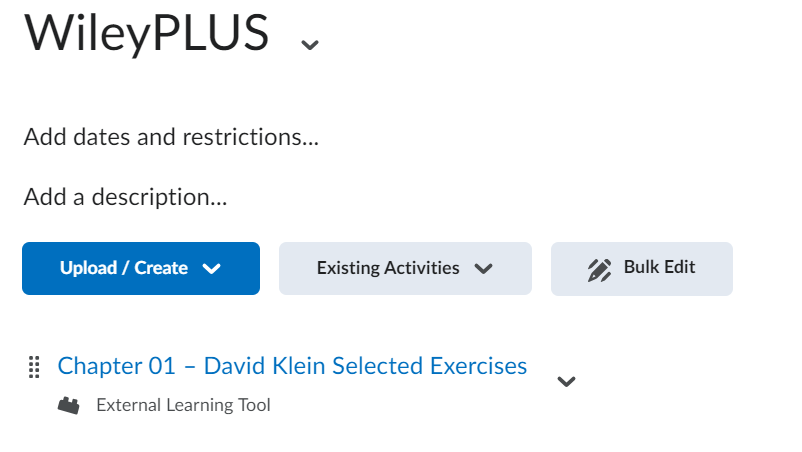 WileyPLUS
Add dates and restrictions...
Add a description...
Upload / Create
Existing Activities
Bulk Edit
Chapter 01 – David Klein Selected Exercises
External Learning Tool